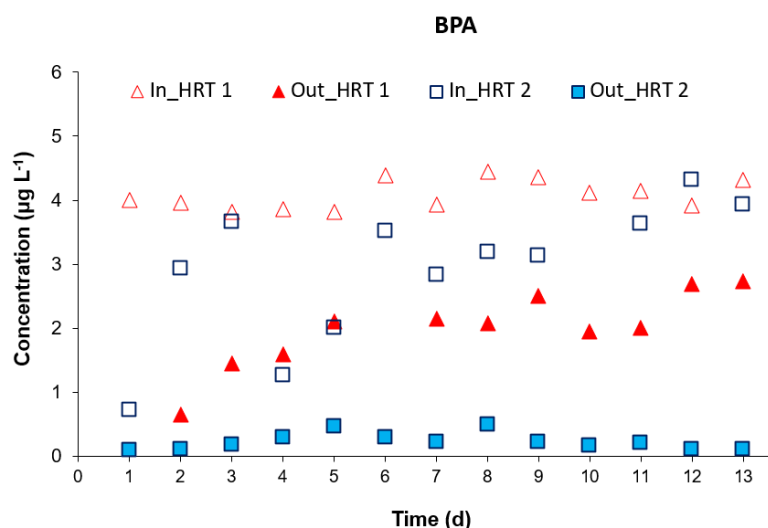 BPA
In_HRT 1 Out_HRT 1 In_HRT 2 Out_HRT 2
Concentration (µg L⁻¹)
6
5
4
3
2
1
0
0 1 2 3 4 5 6 7 8 9 10 11 12 13
Time (d)